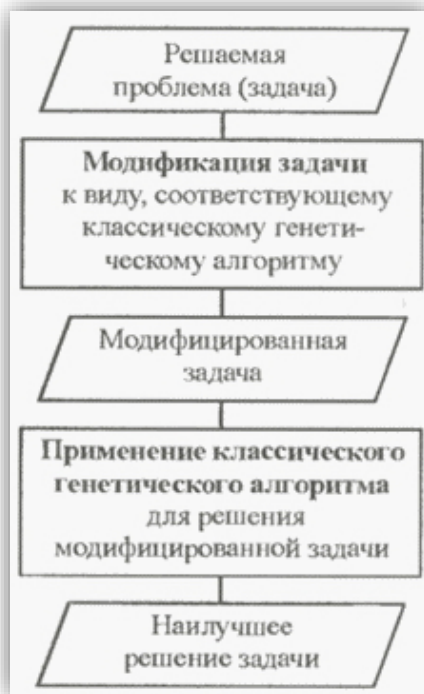 Решаемая
проблема (задача)
Модификация задачи
к виду, соответствующему
классическому генети-
ческому алгоритму
Модифицированная
задача
Применение классического
генетического алгоритма
для решения
модифицированной задачи
Наилучшее
решение задачи